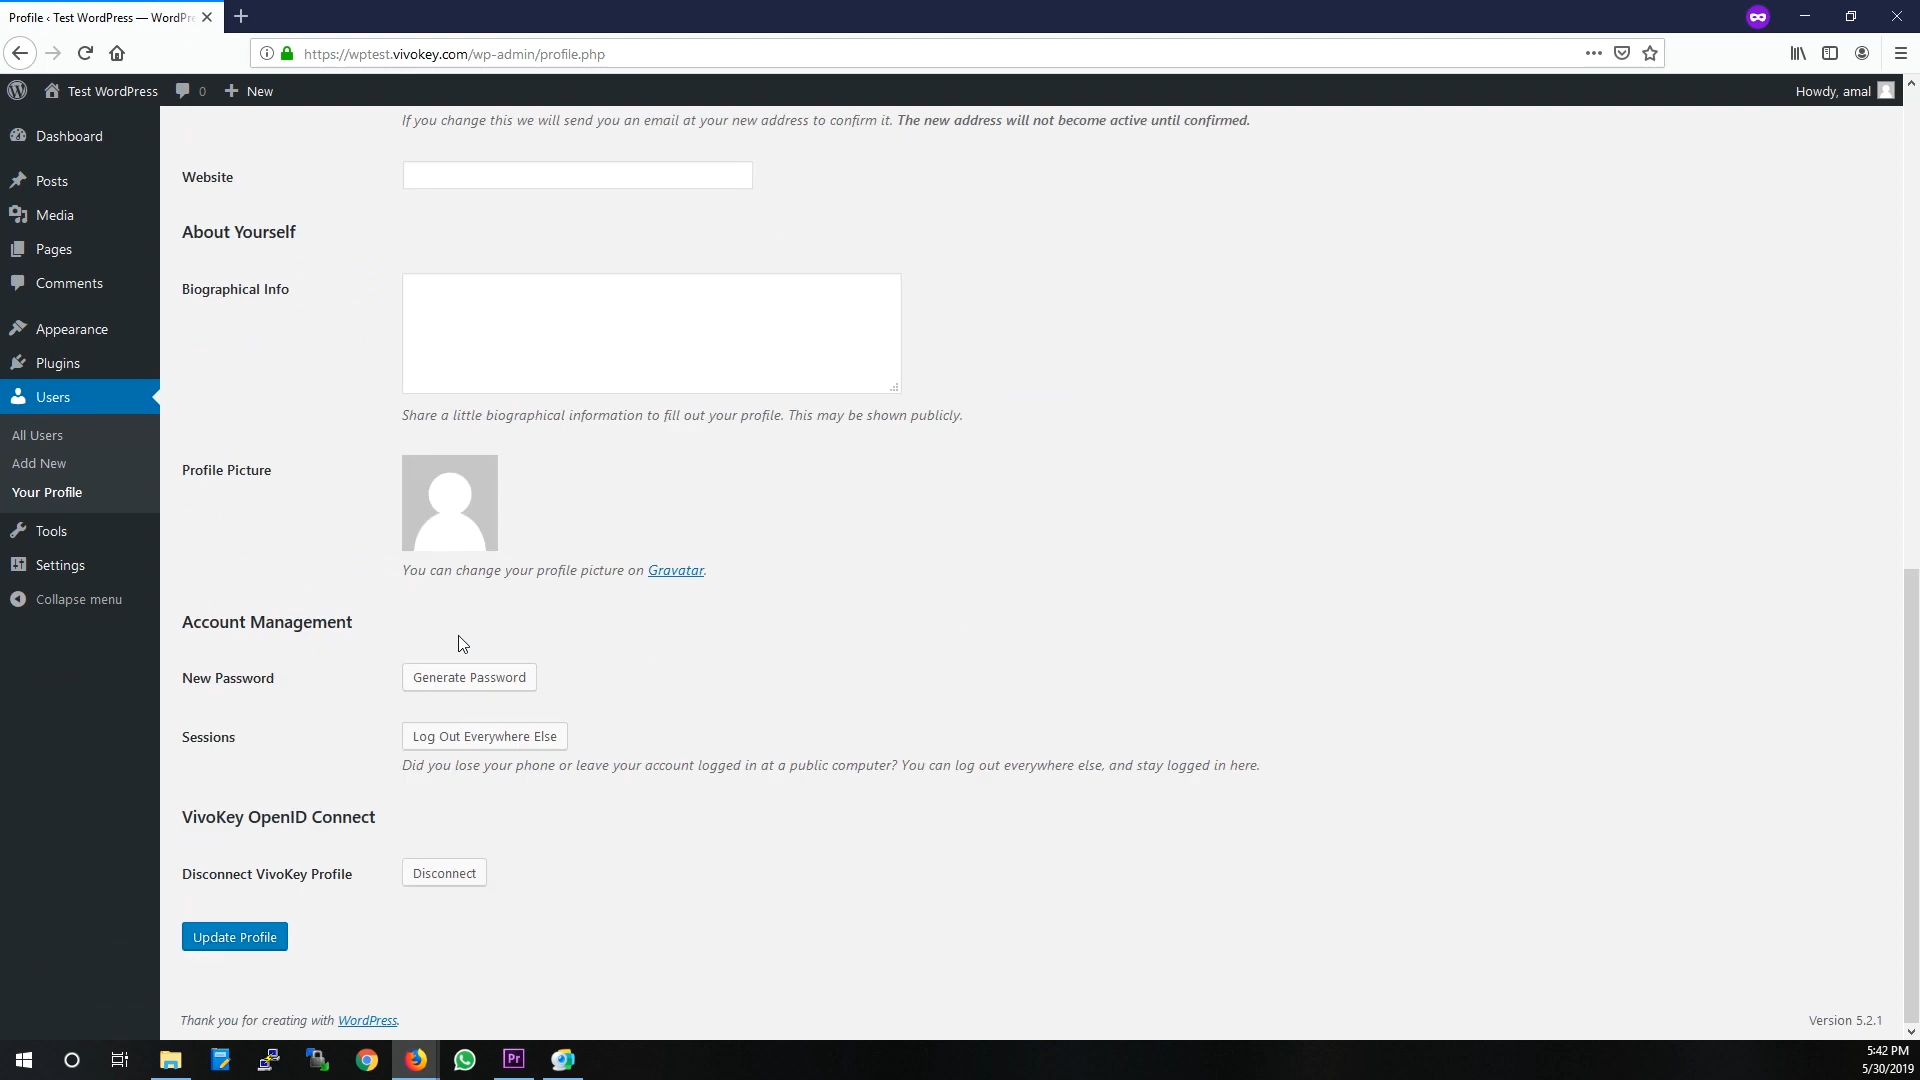 Profile ‹ Test WordPress — WordPr
https://wptest.vivokey.com/wp-admin/profile.php
Test WordPress 0 New Howdy, amal
Dashboard
Posts
Media
Pages
Comments
Appearance
Plugins
Users
All Users
Add New
Your Profile
Tools
Settings
Collapse menu
If you change this we will send you an email at your new address to confirm it. The new address will not become active until confirmed.
Website
About Yourself
Biographical Info
Share a little biographical information to fill out your profile. This may be shown publicly.
Profile Picture
You can change your profile picture on Gravatar.
Account Management
New Password Generate Password
Sessions Log Out Everywhere Else
Did you lose your phone or leave your account logged in at a public computer? You can log out everywhere else, and stay logged in here.
VivoKey OpenID Connect
Disconnect VivoKey Profile Disconnect
Update Profile
Thank you for creating with WordPress. Version 5.2.1
Pr
5:42 PM
5/30/2019